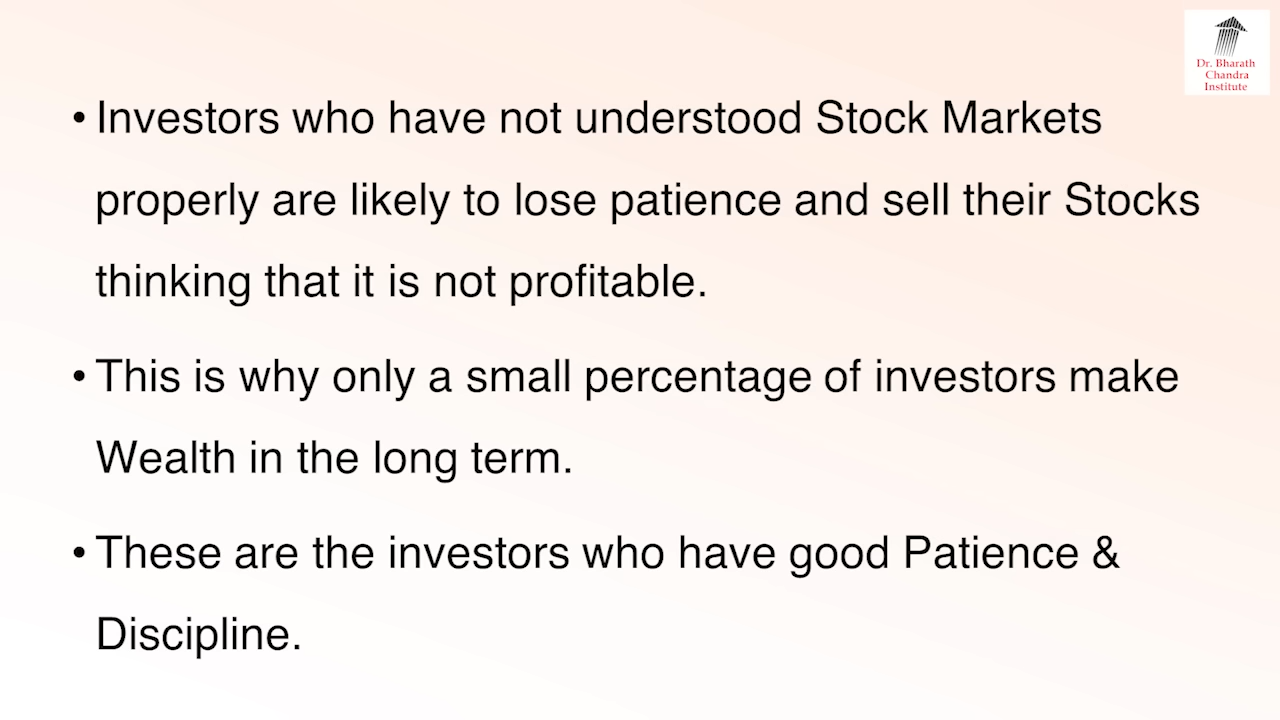 Dr. Bharath
Chandra
Institute
• Investors who have not understood Stock Markets
properly are likely to lose patience and sell their Stocks
thinking that it is not profitable.
• This is why only a small percentage of investors make
Wealth in the long term.
• These are the investors who have good Patience &
Discipline.